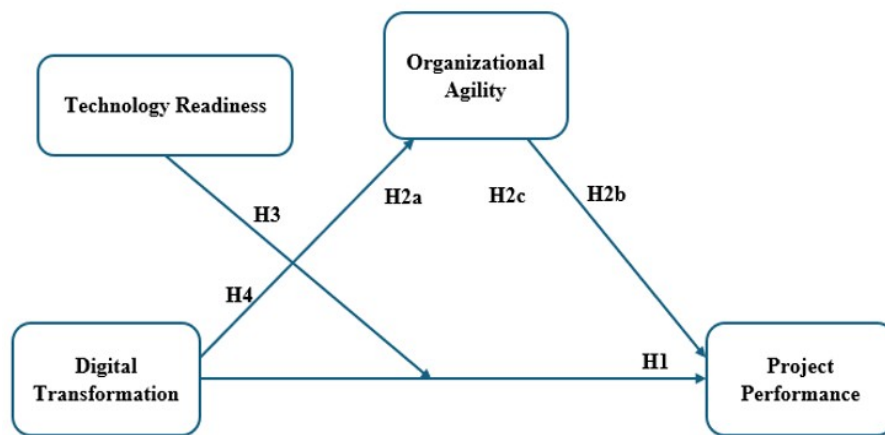 Organizational
Agility
Technology Readiness
H2a
H2c
H2b
H3
H4
Digital
Transformation
H1
Project
Performance